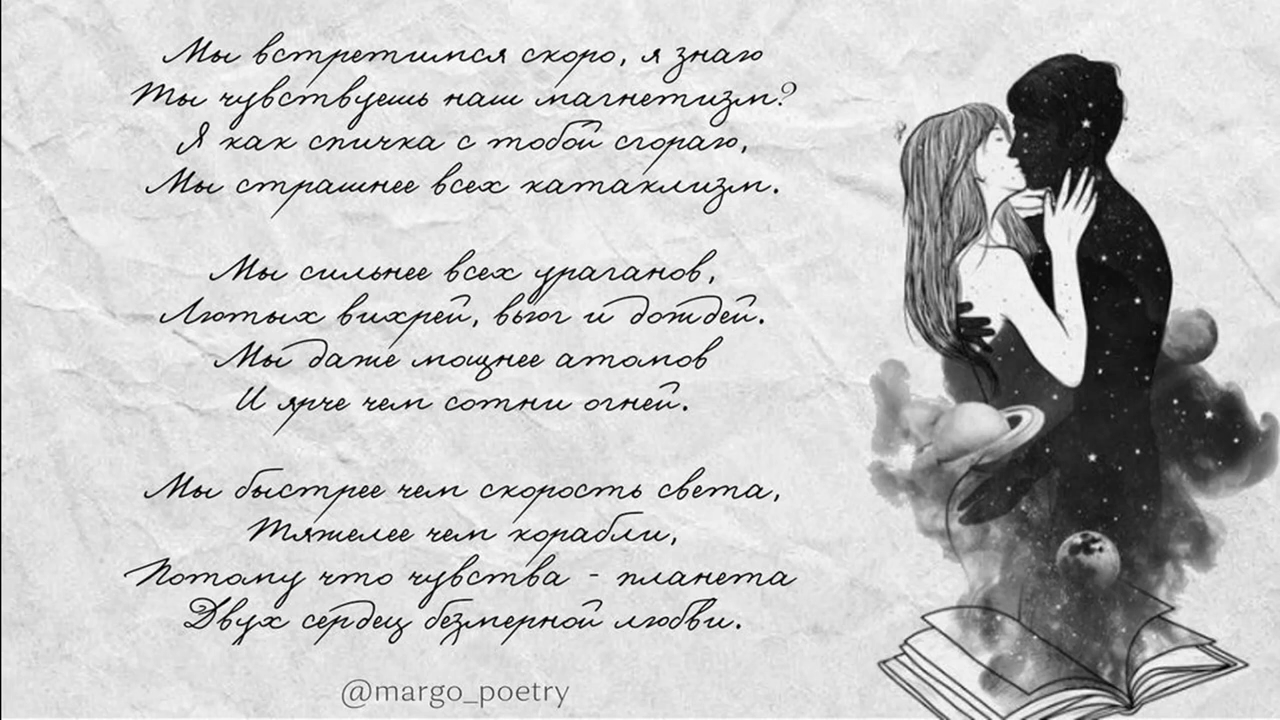 Мы встретимся скоро, я знаю
Ты чувствуешь наш магнетизм?
Я как спичка с тобой сгораю,
Мы страшнее всех катаклизм.
Мы сильнее всех ураганов,
Лютых вихрей, вьюг и дождей.
Мы даже мощнее атомов
И ярче чем сотни огней.
Мы быстрее чем скорость света,
Тяжелее чем корабли,
Потому что чувства - планета
Двух сердец безмерной любви.
@margo_poetry